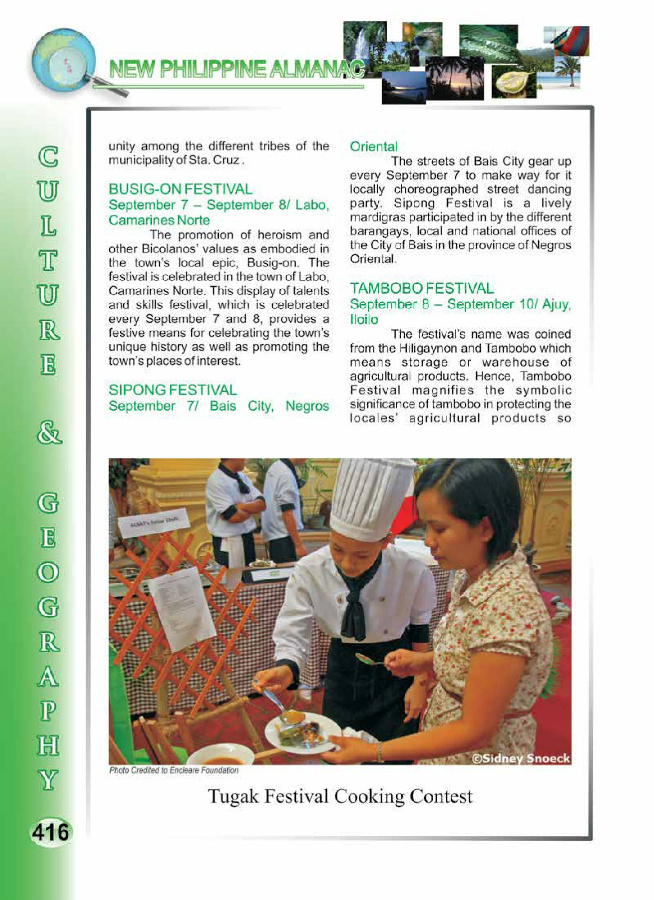 NEW PHILIPPINE ALMANAC
CULTURE & GEOGRAPHY
unity among the different tribes of the
municipality of Sta. Cruz .
BUSIG-ON FESTIVAL
September 7 – September 8/ Labo,
Camarines Norte
The promotion of heroism and
other Bicolanos' values as embodied in
the town's local epic, Busig-on. The
festival is celebrated in the town of Labo,
Camarines Norte. This display of talents
and skills festival, which is celebrated
every September 7 and 8, provides a
festive means for celebrating the town's
unique history as well as promoting the
town's places of interest.
SIPONG FESTIVAL
September 7/ Bais City, Negros
Oriental
The streets of Bais City gear up
every September 7 to make way for it
locally choreographed street dancing
party. Sipong Festival is a lively
mardigras participated in by the different
barangays, local and national offices of
the City of Bais in the province of Negros
Oriental.
TAMBOBO FESTIVAL
September 8 – September 10/ Ajuy,
Iloilo
The festival's name was coined
from the Hiligaynon and Tambobo which
means storage or warehouse of
agricultural products. Hence, Tambobo
Festival magnifies the symbolic
significance of tambobo in protecting the
locales' agricultural products so
©Sidney Snoeck
Photo Credited to Encleare Foundation
Tugak Festival Cooking Contest
416